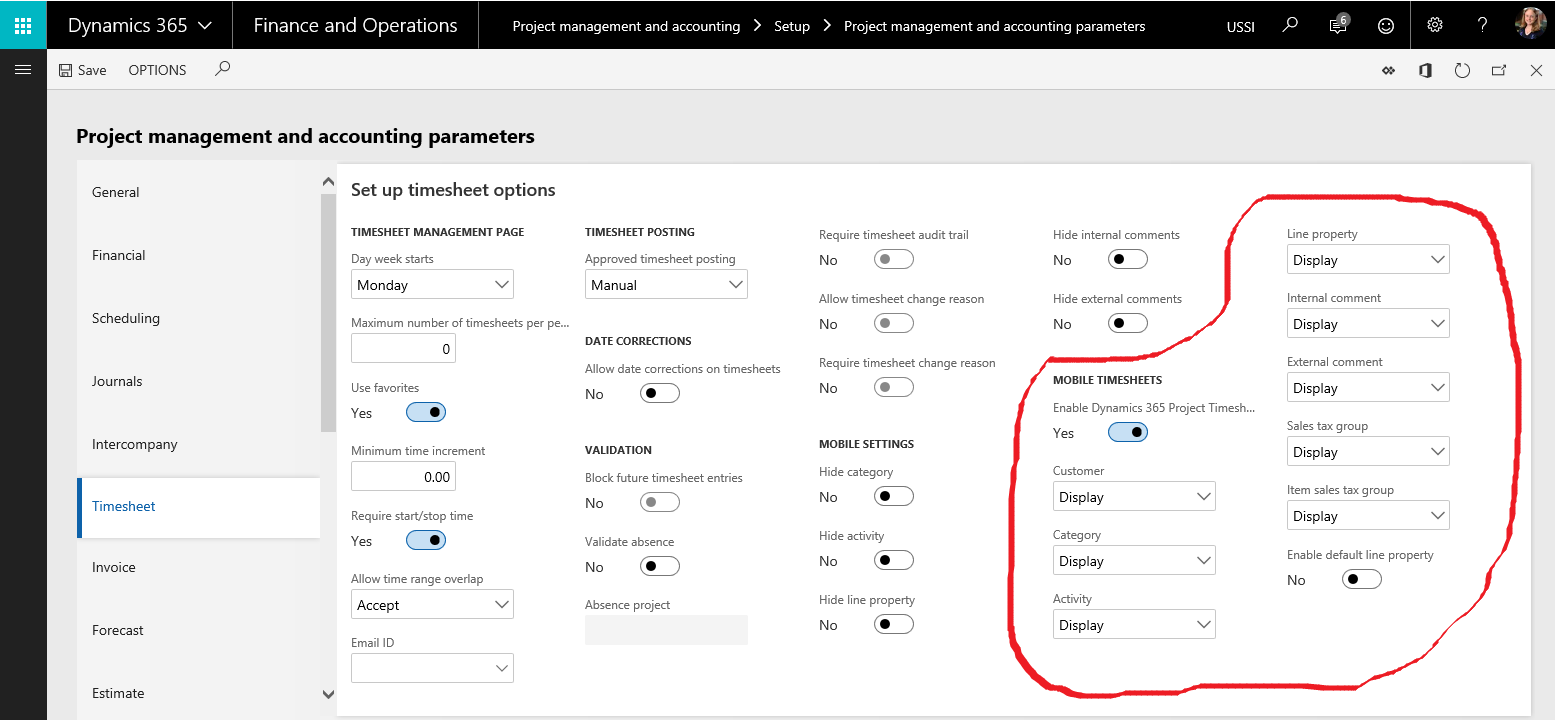 Dynamics 365
Finance and Operations
Project management and accounting > Setup > Project management and accounting parameters
USSI
6
?
Save
OPTIONS
Project management and accounting parameters
General
Financial
Scheduling
Journals
Intercompany
Timesheet
Invoice
Forecast
Estimate
Set up timesheet options
TIMESHEET MANAGEMENT PAGE
Day week starts
Monday
Maximum number of timesheets per pe...
0
Use favorites
Yes
Minimum time increment
0.00
Require start/stop time
Yes
Allow time range overlap
Accept
Email ID
TIMESHEET POSTING
Approved timesheet posting
Manual
DATE CORRECTIONS
Allow date corrections on timesheets
No
VALIDATION
Block future timesheet entries
No
Validate absence
No
Absence project
Require timesheet audit trail
No
Allow timesheet change reason
No
Require timesheet change reason
No
MOBILE SETTINGS
Hide category
No
Hide activity
No
Hide line property
No
Hide internal comments
No
Hide external comments
No
MOBILE TIMESHEETS
Enable Dynamics 365 Project Timesh...
Yes
Customer
Display
Category
Display
Activity
Display
Line property
Display
Internal comment
Display
External comment
Display
Sales tax group
Display
Item sales tax group
Display
Enable default line property
No